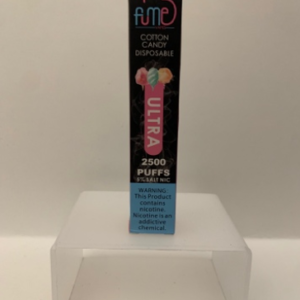 fume
COTTON
CANDY
DISPOSABLE
ULTRA
2500
PUFFS
WARNING:
This Product
contains
nicotine.
Nicotine is an
addictive
chemical.